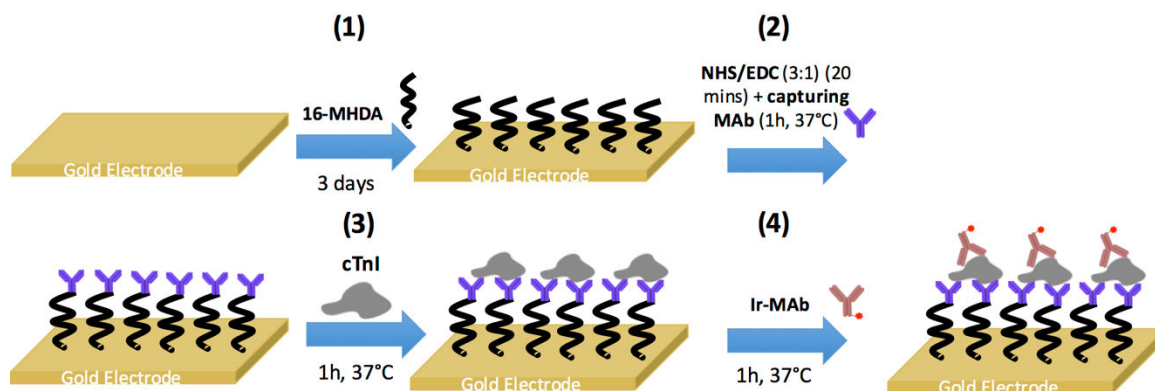 (1)
(2)
16-MHDA
3 days
NHS/EDC (3:1) (20
mins) + capturing
MAb (1h, 37°C)
Gold Electrode
Gold Electrode
(3)
(4)
cTnI
1h, 37°C
Ir-MAb
1h, 37°C
Gold Electrode
Gold Electrode
Gold Electrode